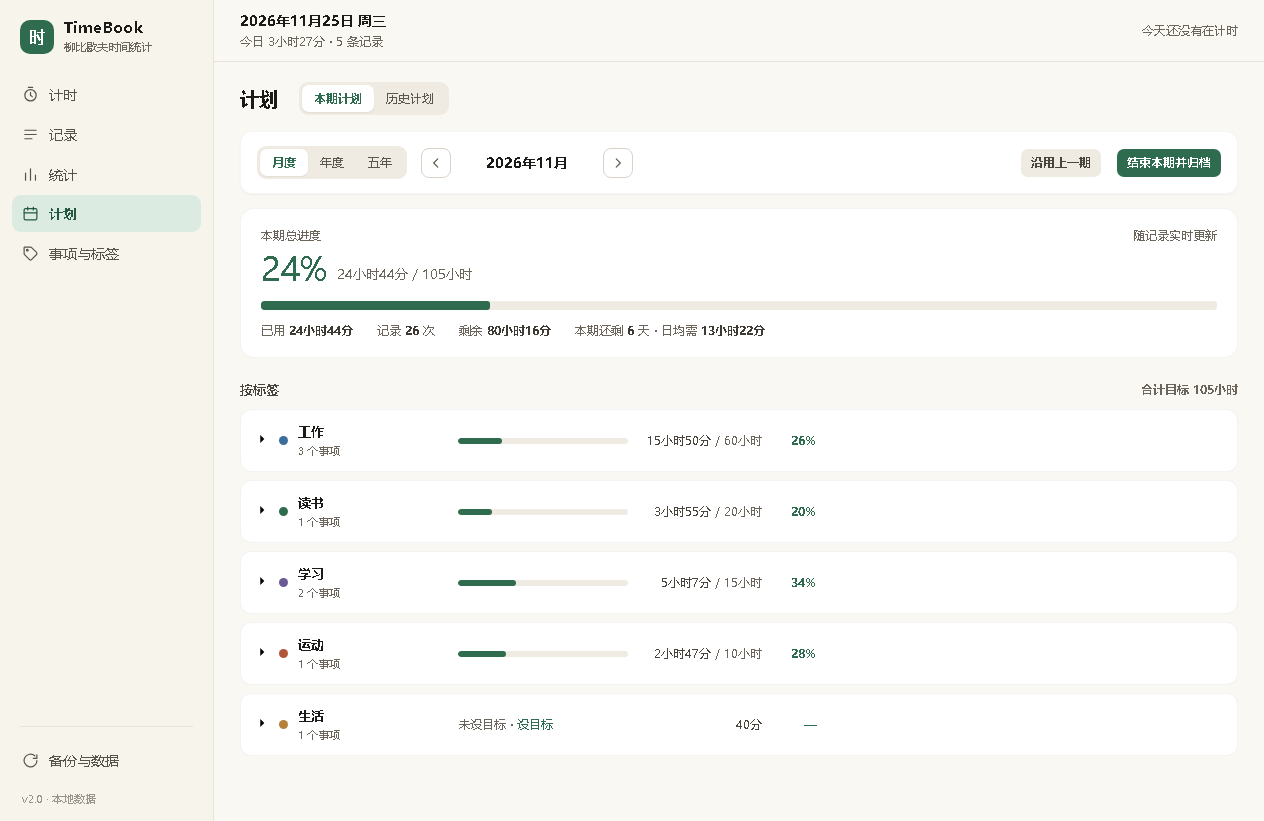 时
TimeBook
柳比歇夫时间统计
计时
记录
统计
计划
事项与标签
备份与数据
v2.0 · 本地数据
2026年11月25日 周三
今日 3小时27分 · 5 条记录
今天还没有在计时
计划
本期计划 历史计划
月度 年度 五年 2026年11月 沿用上一期 结束本期并归档
本期总进度 随记录实时更新
24% 24小时44分 / 105小时
已用 24小时44分 记录 26 次 剩余 80小时16分 本期还剩 6 天 · 日均需 13小时22分
按标签 合计目标 105小时
工作
3 个事项
15小时50分 / 60小时 26%
读书
1 个事项
3小时55分 / 20小时 20%
学习
2 个事项
5小时7分 / 15小时 34%
运动
1 个事项
2小时47分 / 10小时 28%
生活
1 个事项
未设目标 · 设目标 40分 —